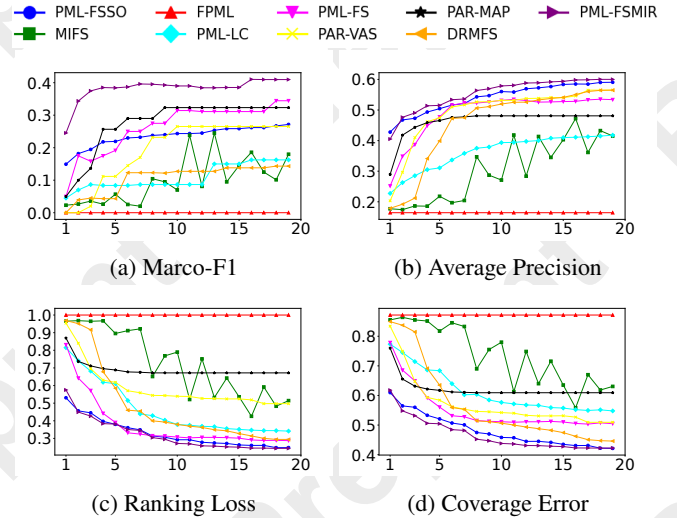 PML-FSSO FPML PML-FS PAR-MAP PML-FSMIR
MIFS PML-LC PAR-VAS DRMFS
0.4
0.3
0.2
0.1
0.0
1 5 10 15 20
(a) Marco-F1
0.6
0.5
0.4
0.3
0.2
1 5 10 15 20
(b) Average Precision
1.0
0.9
0.8
0.7
0.6
0.5
0.4
0.3
1 5 10 15 20
(c) Ranking Loss
0.8
0.7
0.6
0.5
0.4
1 5 10 15 20
(d) Coverage Error